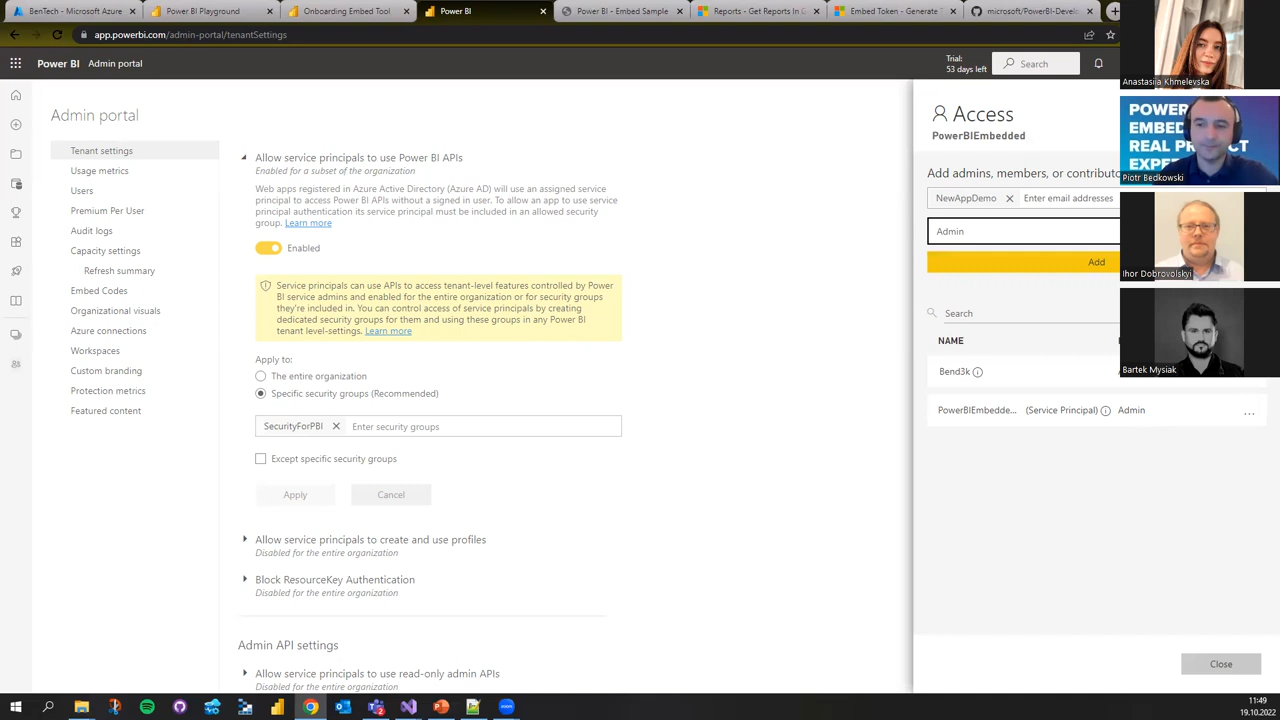 BenTech - Microsoft Azure
Power BI Playground
Onboarding Embed Tool
Power BI
Power BI - Embed Sample
Reports - Get Reports In G
Embed Token - Generate T
microsoft/PowerBI-Develo
app.powerbi.com/admin-portal/tenantSettings
Power BI Admin portal
Trial:
53 days left
Search
Admin portal
Tenant settings
Usage metrics
Users
Premium Per User
Audit logs
Capacity settings
Refresh summary
Embed Codes
Organizational visuals
Azure connections
Workspaces
Custom branding
Protection metrics
Featured content
Allow service principals to use Power BI APIs
Enabled for a subset of the organization
Web apps registered in Azure Active Directory (Azure AD) will use an assigned service
principal to access Power BI APIs without a signed in user. To allow an app to use service
principal authentication its service principal must be included in an allowed security
group. Learn more
Enabled
Service principals can use APIs to access tenant-level features controlled by Power
BI service admins and enabled for the entire organization or for security groups
they're included in. You can control access of service principals by creating
dedicated security groups for them and using these groups in any Power BI
tenant level-settings. Learn more
Apply to:
The entire organization
Specific security groups (Recommended)
SecurityForPBI
Enter security groups
Except specific security groups
Apply
Cancel
Allow service principals to create and use profiles
Disabled for the entire organization
Block ResourceKey Authentication
Disabled for the entire organization
Admin API settings
Allow service principals to use read-only admin APIs
Disabled for the entire organization
Access
PowerBIEmbedded
Add admins, members, or contributo
NewAppDemo
Enter email addresses
Admin
Add
Search
NAME
Bend3k
PowerBIEmbedde... (Service Principal) Admin ...
Close
Anastasiia Khmelevska
POWER
EMBED
REAL PR CT
EXPE
Piotr Bedkowski
Ihor Dobrovolskyi
Bartek Mysiak
11:49
19.10.2022